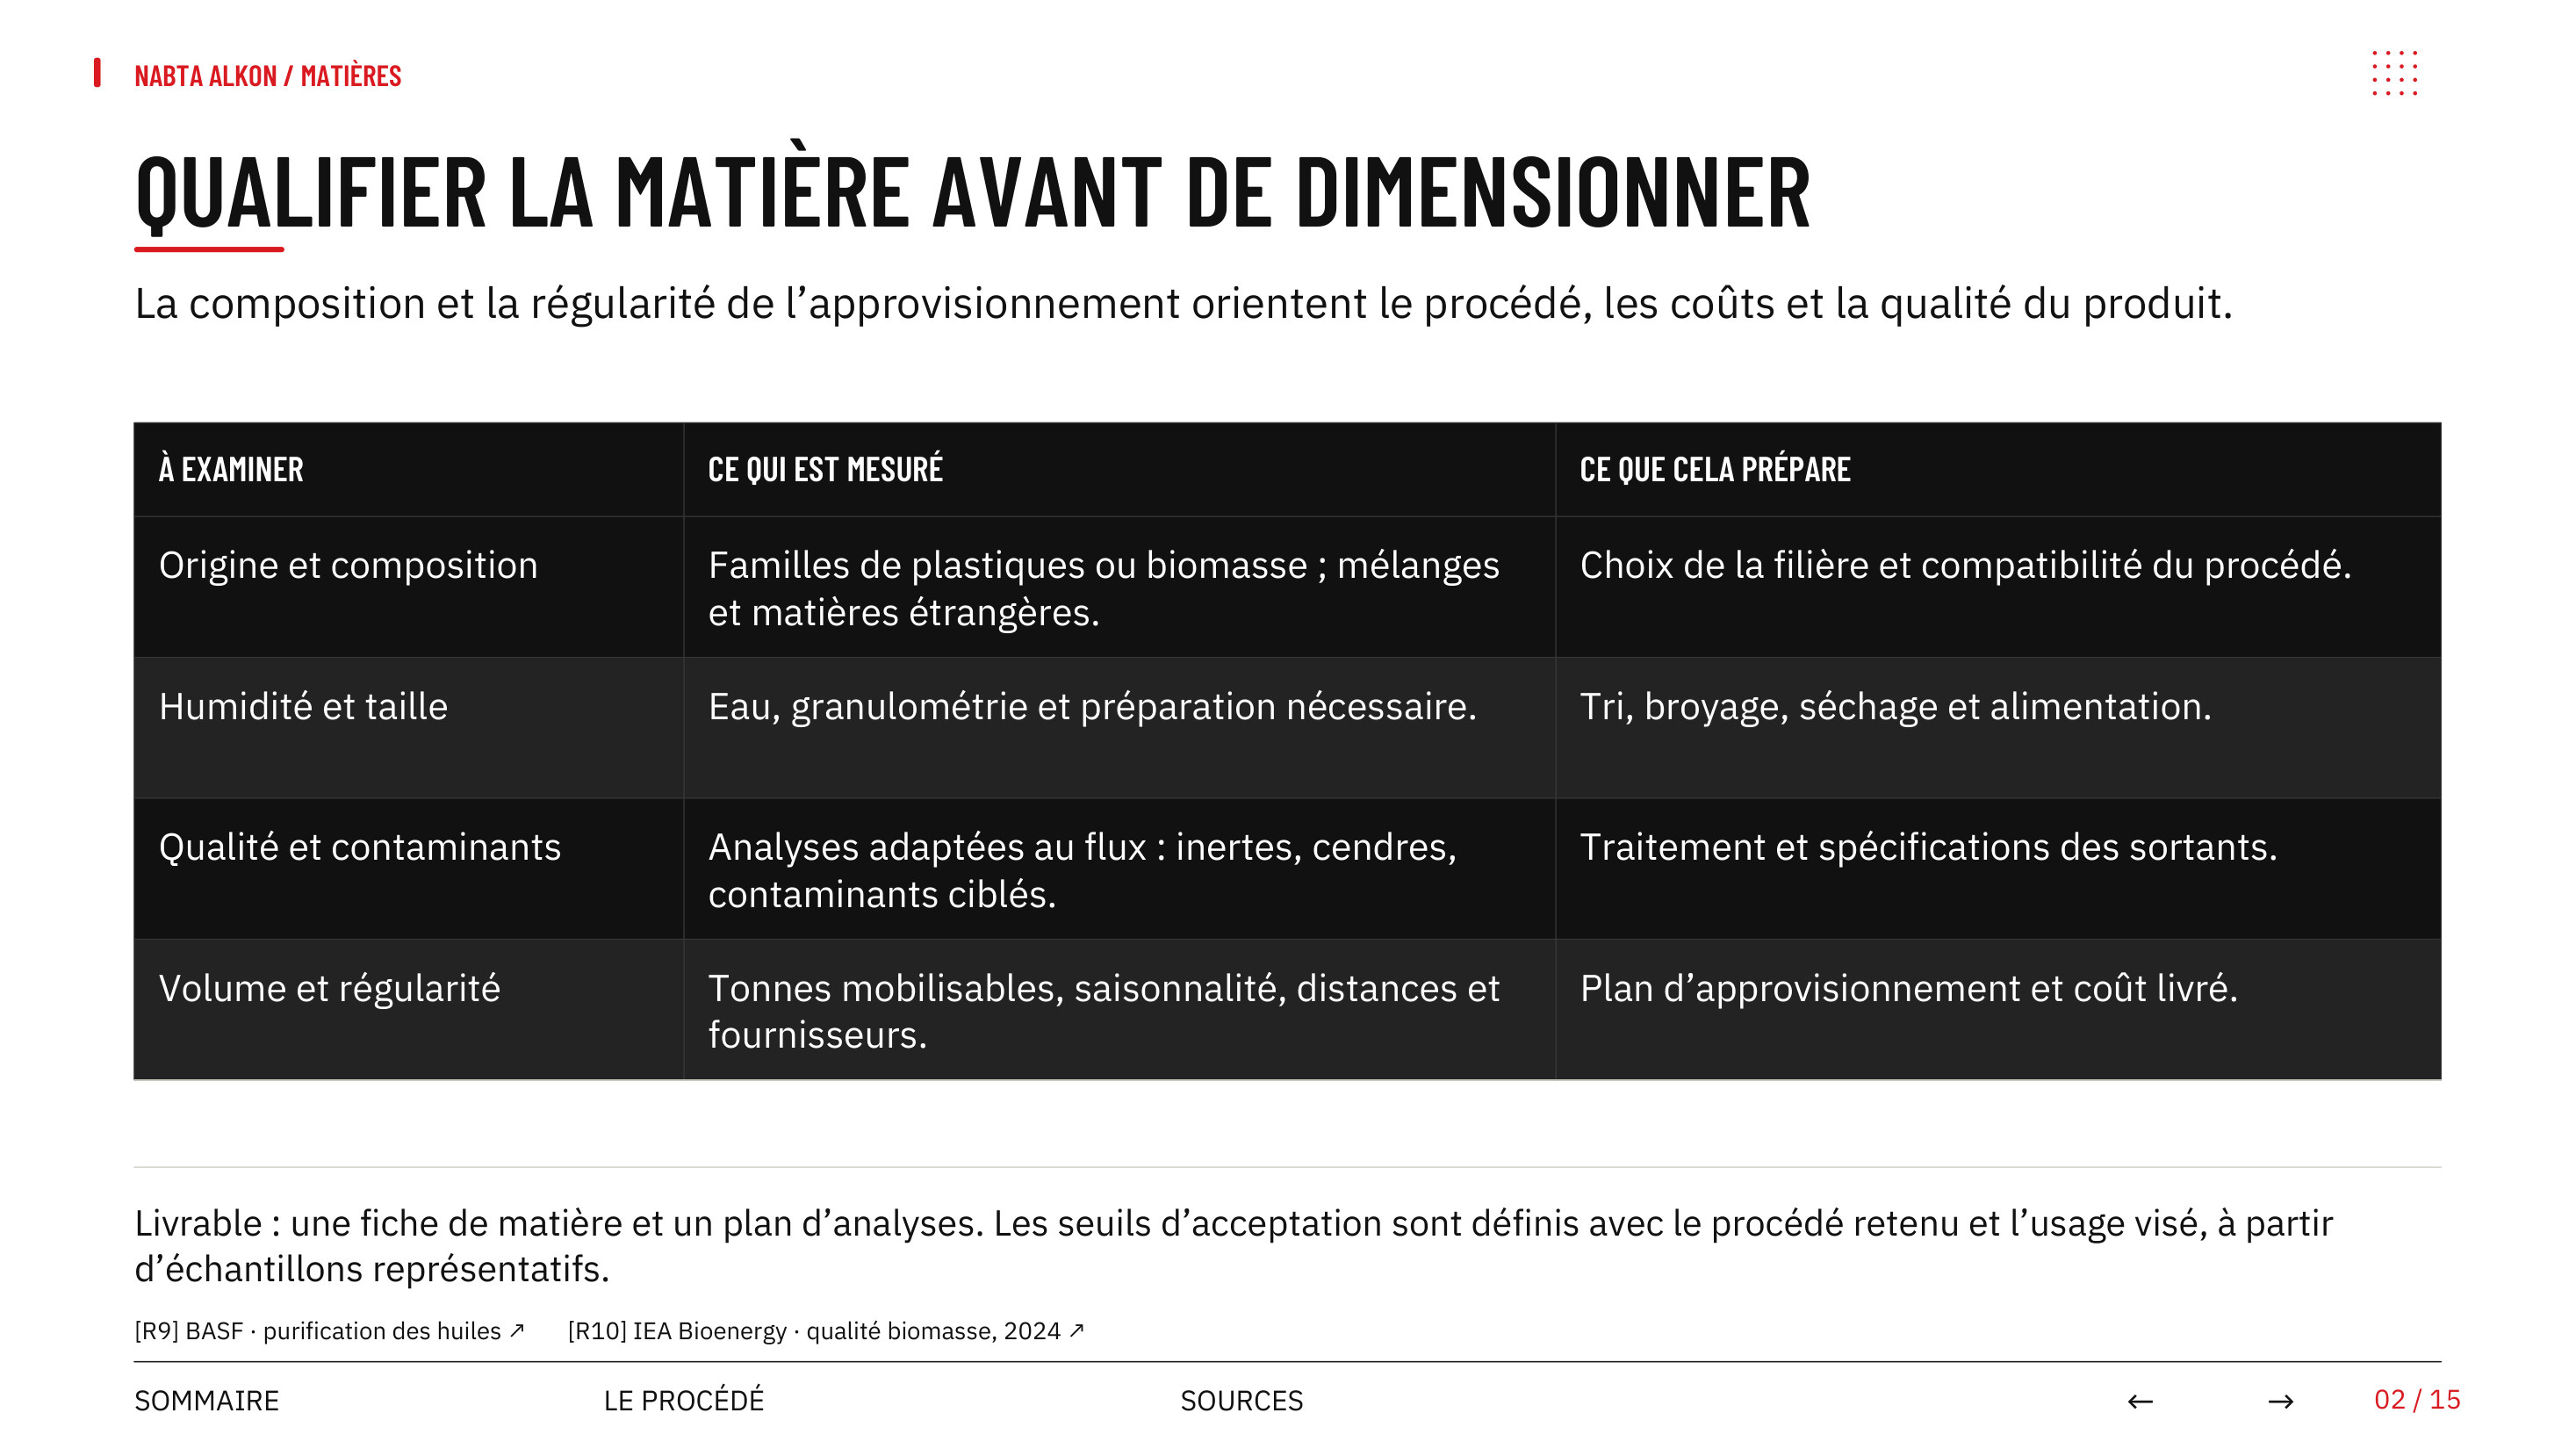 NABTA ALKON / MATIÈRES
QUALIFIER LA MATIÈRE AVANT DE DIMENSIONNER
La composition et la régularité de l’approvisionnement orientent le procédé, les coûts et la qualité du produit.
À EXAMINER
CE QUI EST MESURÉ
CE QUE CELA PRÉPARE
Origine et composition
Familles de plastiques ou biomasse ; mélanges
et matières étrangères.
Choix de la filière et compatibilité du procédé.
Humidité et taille
Eau, granulométrie et préparation nécessaire.
Tri, broyage, séchage et alimentation.
Qualité et contaminants
Analyses adaptées au flux : inertes, cendres,
contaminants ciblés.
Traitement et spécifications des sortants.
Volume et régularité
Tonnes mobilisables, saisonnalité, distances et
fournisseurs.
Plan d’approvisionnement et coût livré.
Livrable : une fiche de matière et un plan d’analyses. Les seuils d’acceptation sont définis avec le procédé retenu et l’usage visé, à partir
d’échantillons représentatifs.
[R9] BASF · purification des huiles ↗ [R10] IEA Bioenergy · qualité biomasse, 2024 ↗
SOMMAIRE LE PROCÉDÉ SOURCES ← → 02 / 15